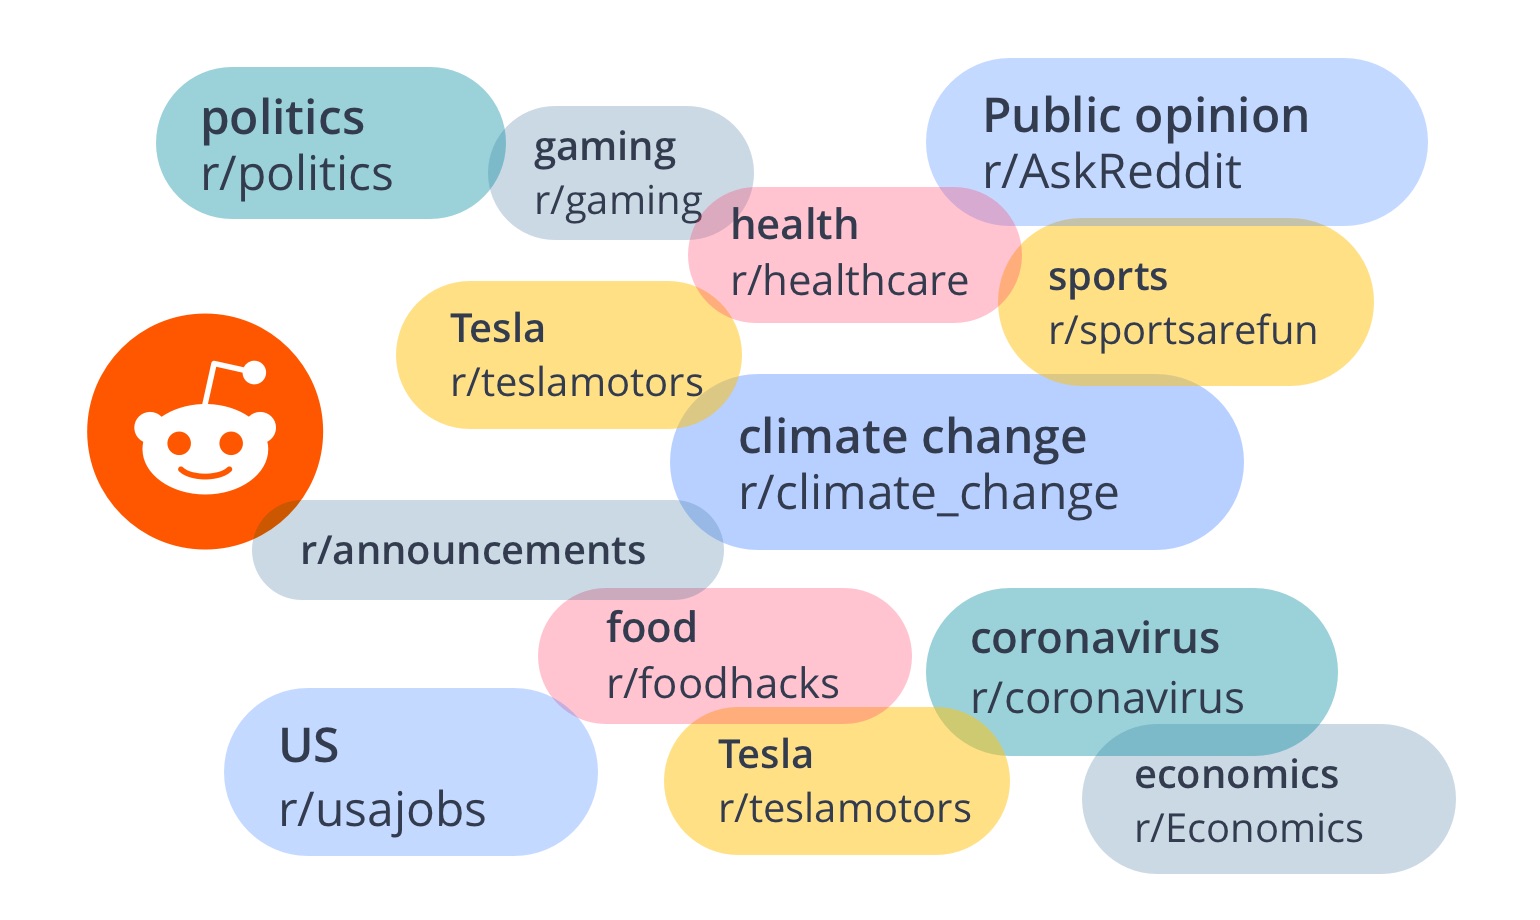 politics
r/politics
gaming
r/gaming
Public opinion
r/AskReddit
health
r/healthcare
sports
r/sportsarefun
Tesla
r/teslamotors
climate change
r/climate_change
r/announcements
food
r/foodhacks
coronavirus
r/coronavirus
US
r/usajobs
Tesla
r/teslamotors
economics
r/Economics